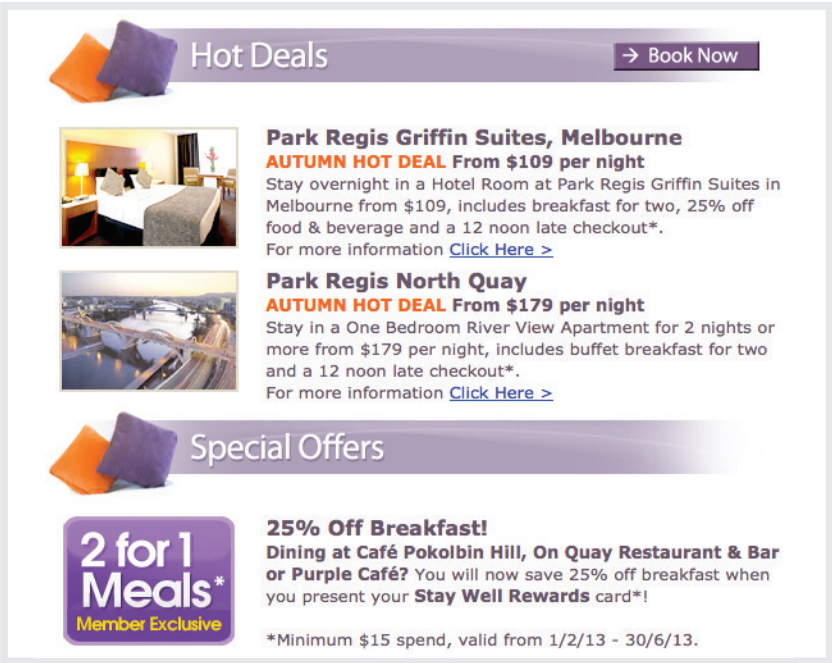 Hot Deals
→ Book Now
Park Regis Griffin Suites, Melbourne
AUTUMN HOT DEAL From $109 per night
Stay overnight in a Hotel Room at Park Regis Griffin Suites in
Melbourne from $109, includes breakfast for two, 25% off
food & beverage and a 12 noon late checkout*.
For more information Click Here >
Park Regis North Quay
AUTUMN HOT DEAL From $179 per night
Stay in a One Bedroom River View Apartment for 2 nights or
more from $179 per night, includes buffet breakfast for two
and a 12 noon late checkout*.
For more information Click Here >
Special Offers
2 for 1
Meals*
Member Exclusive
25% Off Breakfast!
Dining at Café Pokolbin Hill, On Quay Restaurant & Bar
or Purple Café? You will now save 25% off breakfast when
you present your Stay Well Rewards card*!
*Minimum $15 spend, valid from 1/2/13 - 30/6/13.